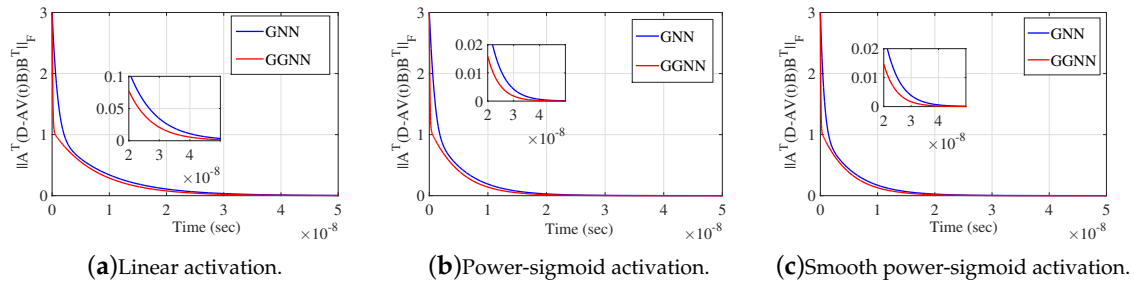 ||A^T(D-AV(t)B)B^T||_F
3
2
1
0
GNN
GGNN
0.1
0.05
0
2 3 4
×10^-8
0 1 2 3 4 5
Time (sec)
×10^-8
(a)Linear activation.
||A^T(D-AV(t)B)B^T||_F
3
2
1
0
GNN
GGNN
0.02
0.01
0
2 3 4
×10^-8
0 1 2 3 4 5
Time (sec)
×10^-8
(b)Power-sigmoid activation.
||A^T(D-AV(t)B)B^T||_F
3
2
1
0
GNN
GGNN
0.02
0.01
0
2 3 4
×10^-8
0 1 2 3 4 5
Time (sec)
×10^-8
(c)Smooth power-sigmoid activation.